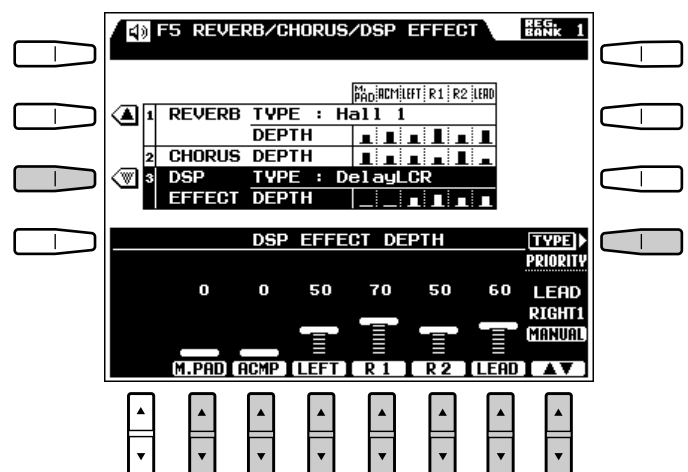 F5 REVERB/CHORUS/DSP EFFECT REG. BANK 1
M. PAD ACM LEFT R1 R2 LEAD
1 REVERB TYPE : Hall 1
DEPTH
2 CHORUS DEPTH
3 DSP TYPE : DelayLCR
EFFECT DEPTH
DSP EFFECT DEPTH TYPE
PRIORITY
0 0 50 70 50 60 LEAD
RIGHT1
MANUAL
M.PAD ACMP LEFT R 1 R 2 LEAD ▲▼